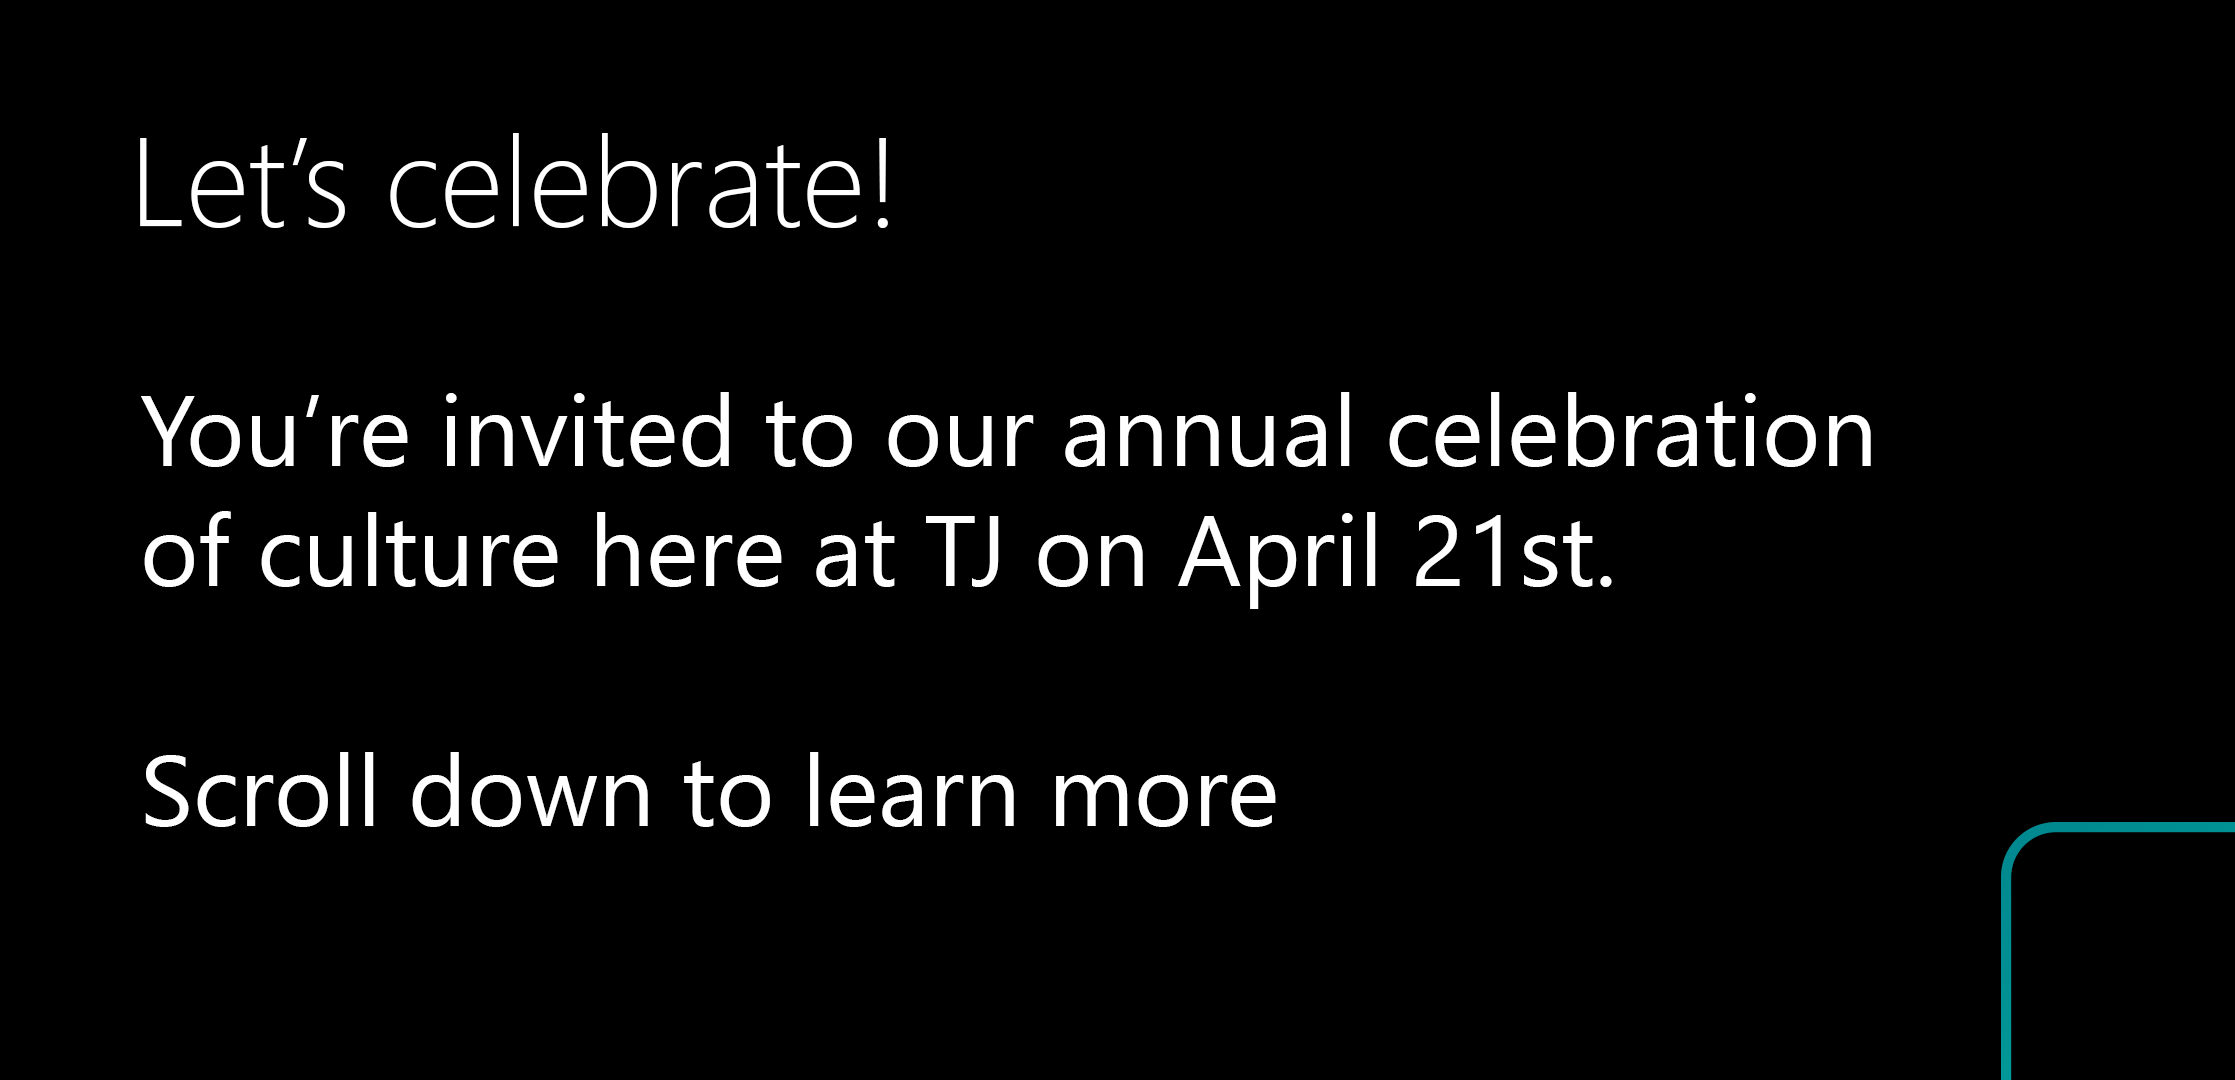 Let’s celebrate!
You’re invited to our annual celebration
of culture here at TJ on April 21st.
Scroll down to learn more